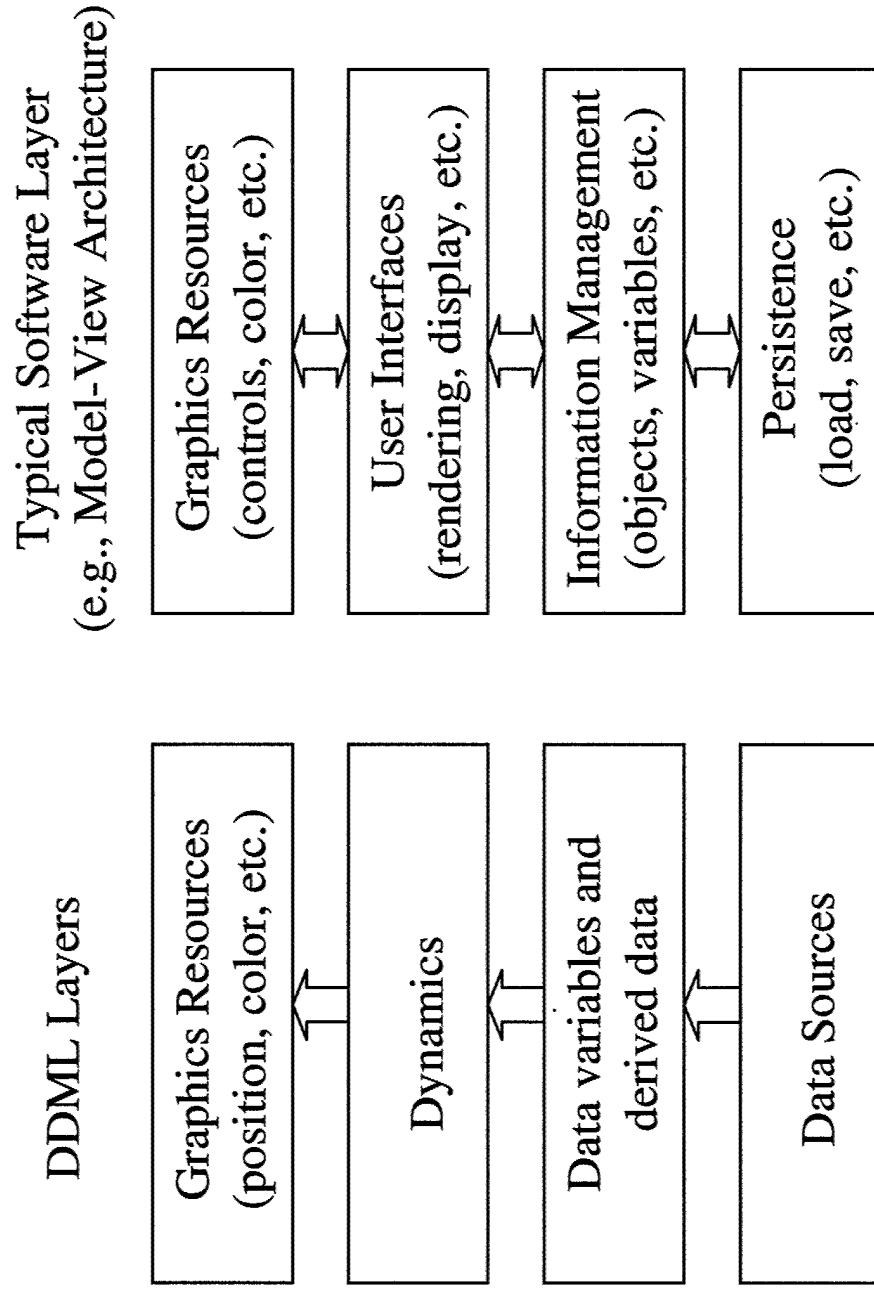 DDML Layers
Graphics Resources
(position, color, etc.)
Dynamics
Data variables and
derived data
Data Sources
Typical Software Layer
(e.g., Model-View Architecture)
Graphics Resources
(controls, color, etc.)
User Interfaces
(rendering, display, etc.)
Information Management
(objects, variables, etc.)
Persistence
(load, save, etc.)